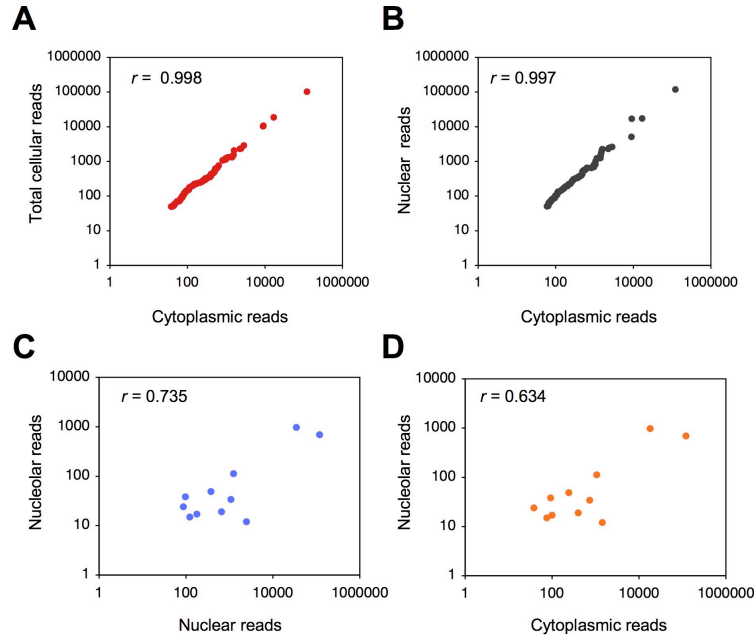 A
B
r = 0.998
r = 0.997
1000000
100000
10000
1000
100
10
1
Total cellular reads
1 100 10000 1000000
Cytoplasmic reads
1000000
100000
10000
1000
100
10
1
Nuclear reads
1 100 10000 1000000
Cytoplasmic reads
C
D
r = 0.735
r = 0.634
10000
1000
100
10
1
Nucleolar reads
1 100 10000 1000000
Nuclear reads
10000
1000
100
10
1
Nucleolar reads
1 100 10000 1000000
Cytoplasmic reads